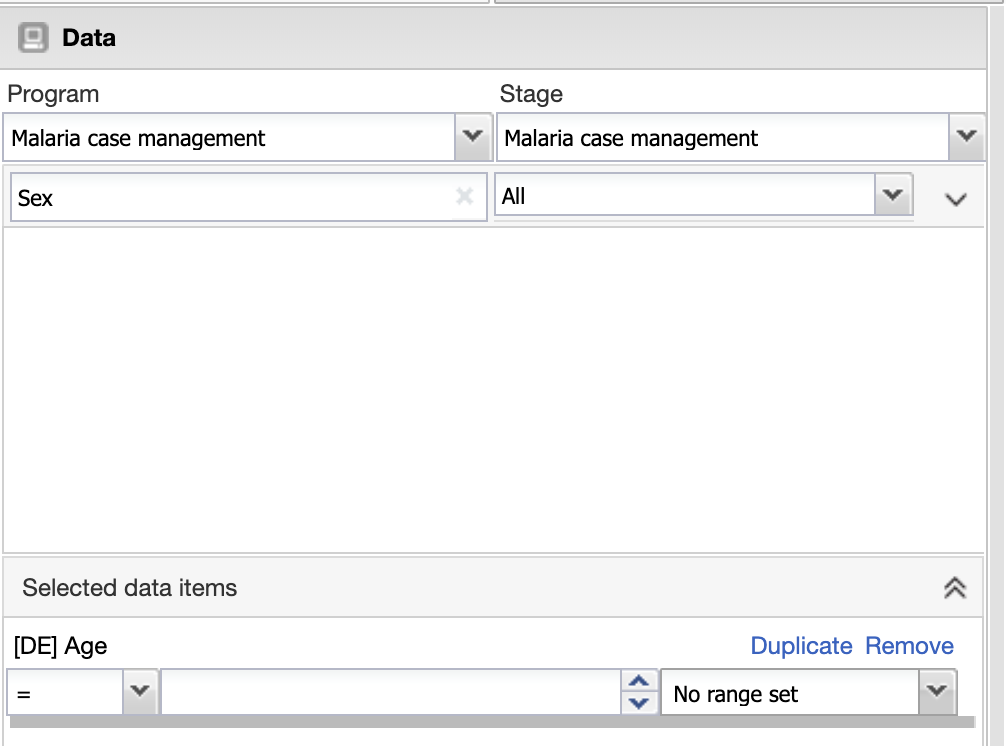 Data
Program Stage
Malaria case management Malaria case management
Sex All
Selected data items
[DE] Age Duplicate Remove
= No range set